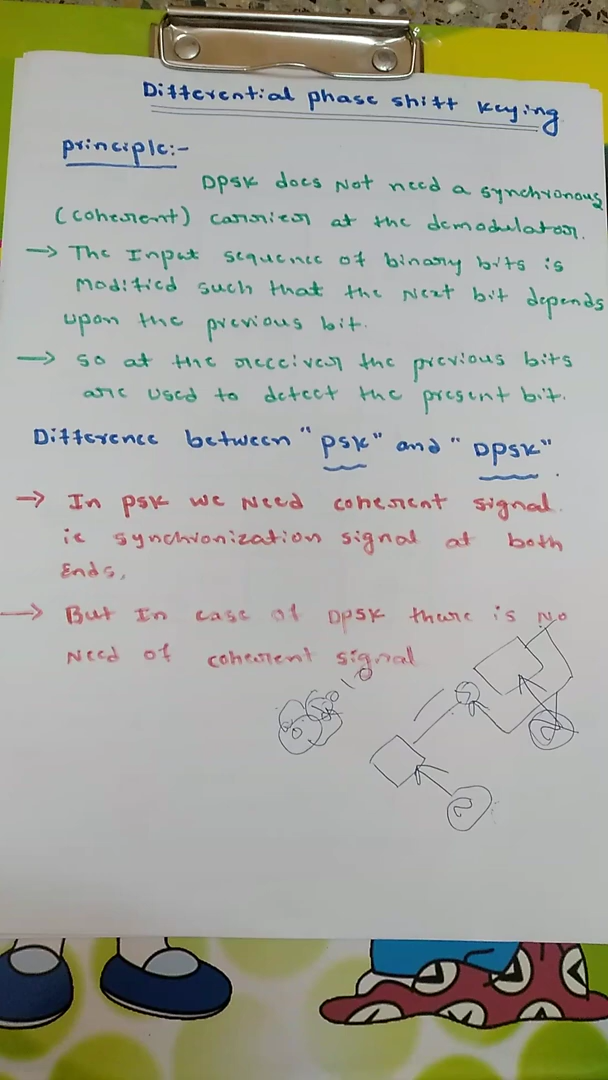 Differential phase shift keying
principle:-
DPSK does Not need a synchronous
(coherent) carrier at the demodulator.
→ The Input sequence of binary bits is
Modified such that the Next bit depends
upon the previous bit.
→ so at the receiver the previous bits
are used to detect the present bit.
Difference between "PSK" and "DPSK".
→ In PSK we Need coherent signal.
ie synchronization signal at both
Ends,
→ But In case of DPSK there is No
Need of coherent signal